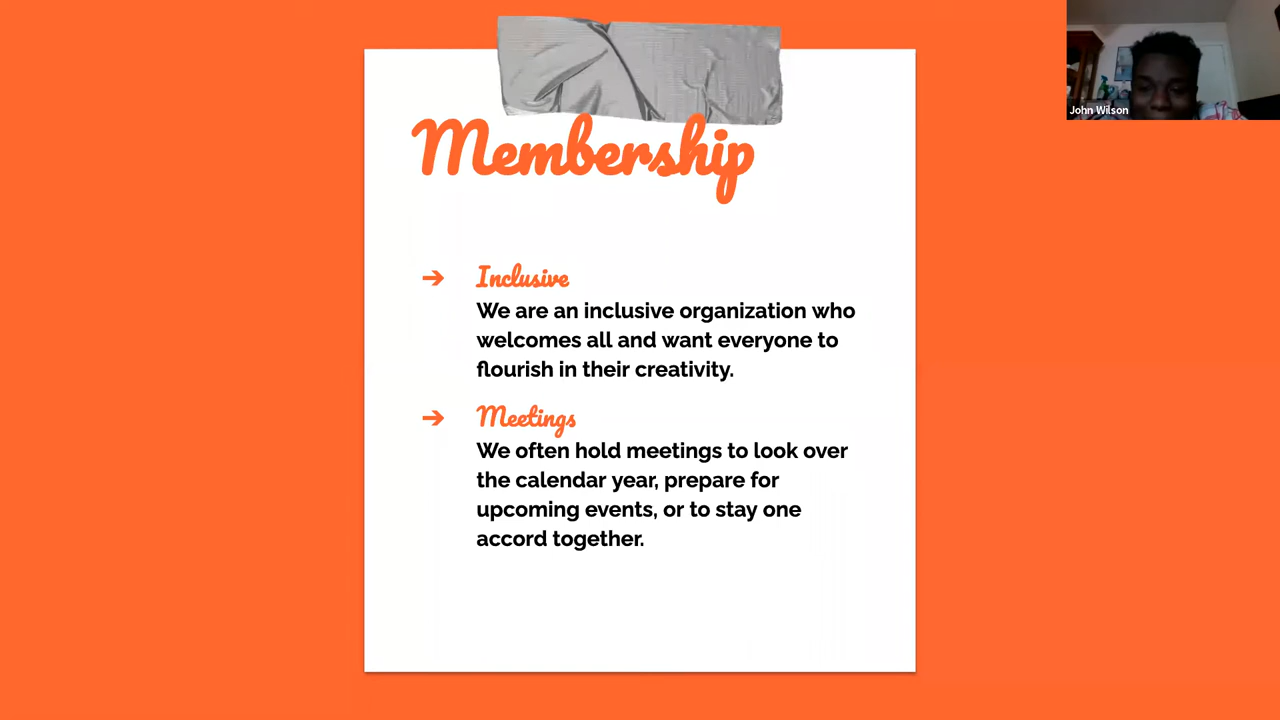 Membership
John Wilson
➔ Inclusive
We are an inclusive organization who
welcomes all and want everyone to
flourish in their creativity.
➔ Meetings
We often hold meetings to look over
the calendar year, prepare for
upcoming events, or to stay one
accord together.